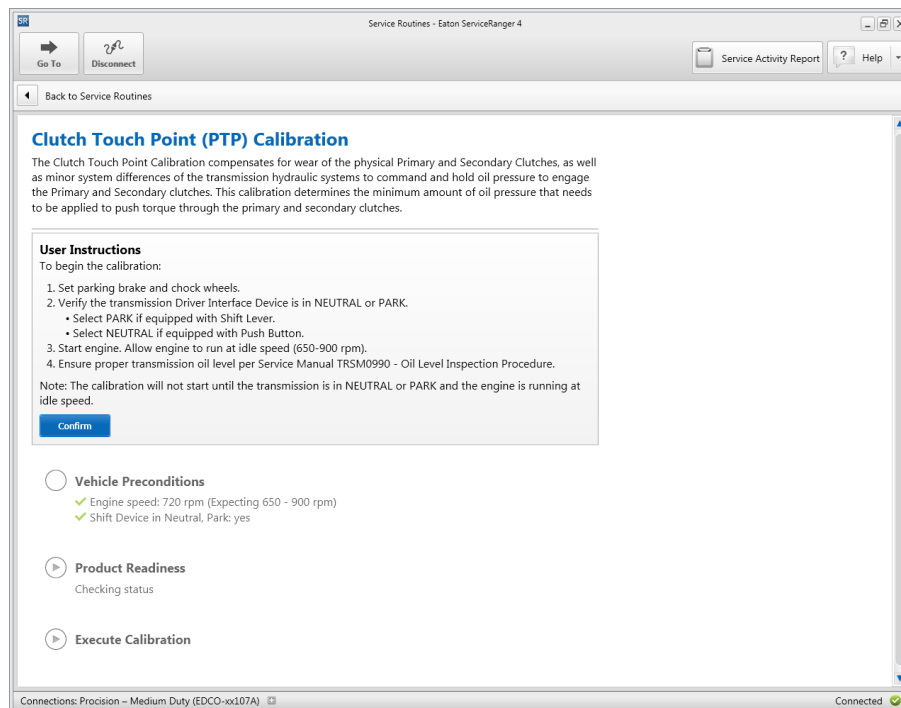 SR
Service Routines - Eaton ServiceRanger 4
Go To
Disconnect
Service Activity Report
? Help
Back to Service Routines
Clutch Touch Point (PTP) Calibration
The Clutch Touch Point Calibration compensates for wear of the physical Primary and Secondary Clutches, as well
as minor system differences of the transmission hydraulic systems to command and hold oil pressure to engage
the Primary and Secondary clutches. This calibration determines the minimum amount of oil pressure that needs
to be applied to push torque through the primary and secondary clutches.
User Instructions
To begin the calibration:
1. Set parking brake and chock wheels.
2. Verify the transmission Driver Interface Device is in NEUTRAL or PARK.
• Select PARK if equipped with Shift Lever.
• Select NEUTRAL if equipped with Push Button.
3. Start engine. Allow engine to run at idle speed (650-900 rpm).
4. Ensure proper transmission oil level per Service Manual TRSM0990 - Oil Level Inspection Procedure.
Note: The calibration will not start until the transmission is in NEUTRAL or PARK and the engine is running at
idle speed.
Confirm
Vehicle Preconditions
Engine speed: 720 rpm (Expecting 650 - 900 rpm)
Shift Device in Neutral, Park: yes
Product Readiness
Checking status
Execute Calibration
Connections: Procision – Medium Duty (EDCO-xx107A)
Connected